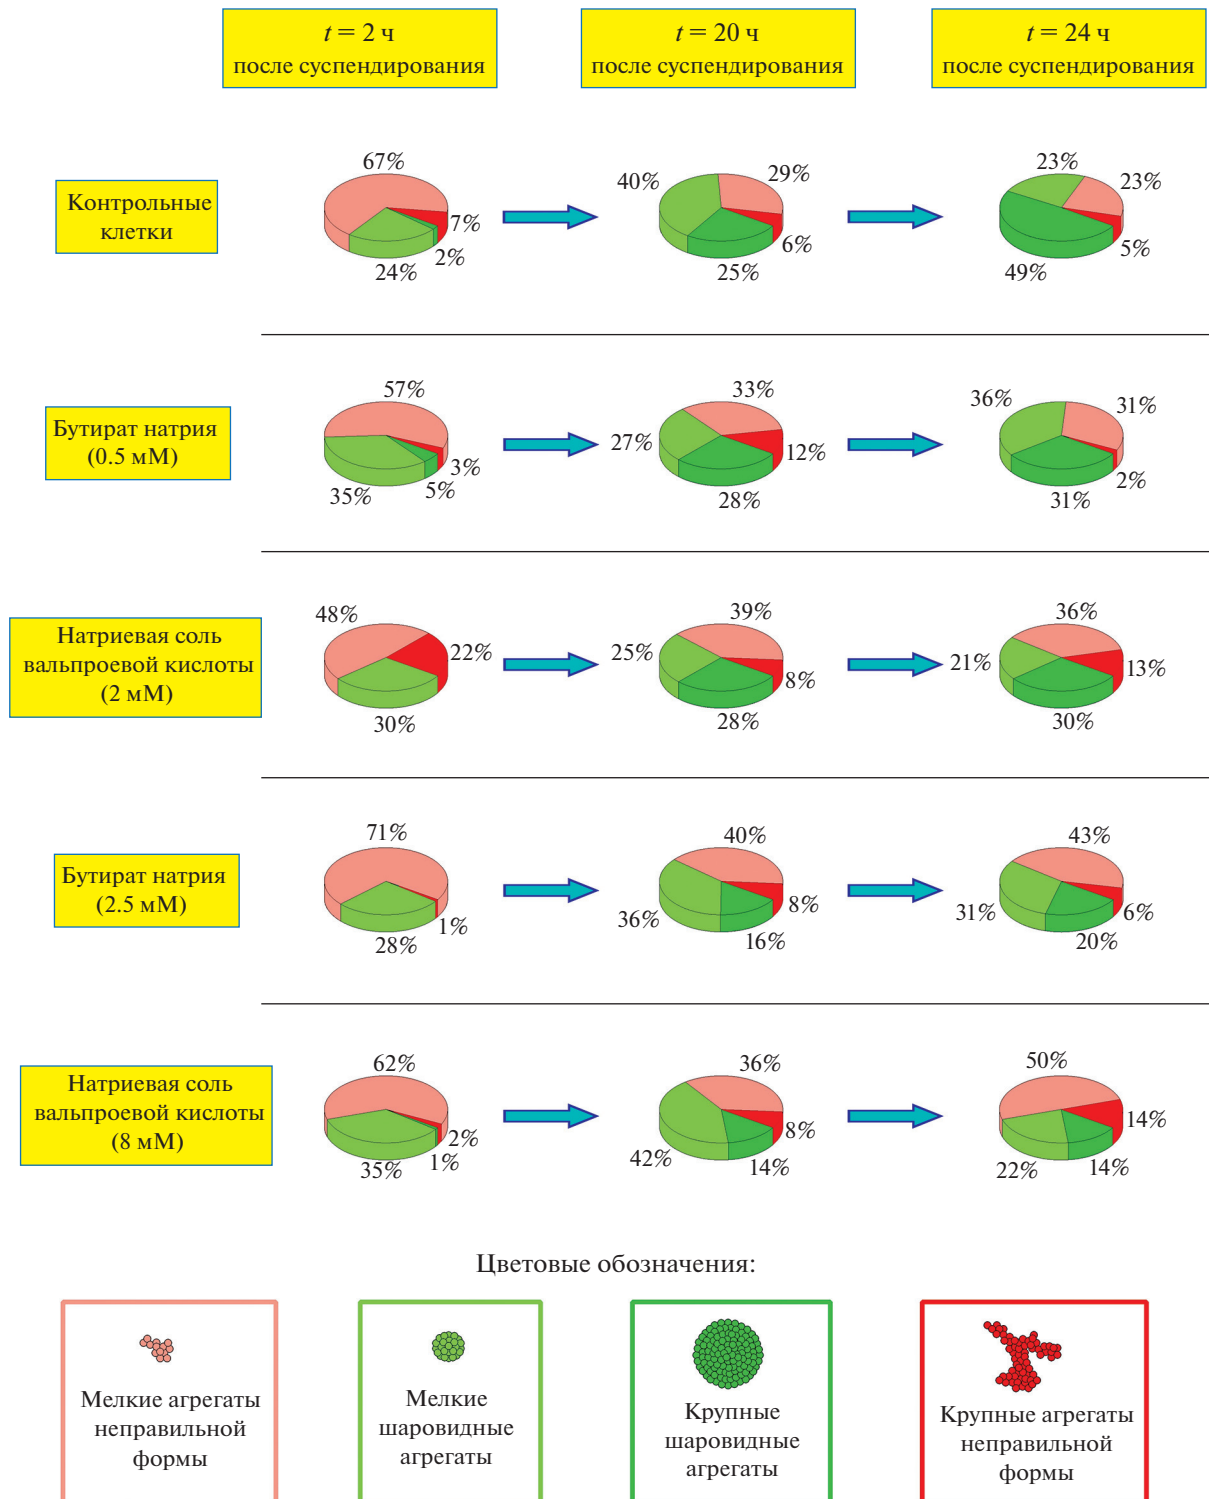 t = 2 ч
после суспендирования
t = 20 ч
после суспендирования
t = 24 ч
после суспендирования
Контрольные
клетки
67%
7%
2%
24%
40%
29%
6%
25%
23%
23%
5%
49%
Бутират натрия
(0.5 мМ)
57%
3%
5%
35%
33%
27%
12%
28%
36%
31%
2%
31%
Натриевая соль
вальпроевой кислоты
(2 мМ)
48%
22%
30%
39%
25%
8%
28%
36%
21%
13%
30%
Бутират натрия
(2.5 мМ)
71%
1%
28%
40%
8%
36%
16%
43%
31%
6%
20%
Натриевая соль
вальпроевой кислоты
(8 мМ)
62%
2%
1%
35%
36%
8%
42%
14%
50%
14%
22%
14%
Цветовые обозначения:
Мелкие агрегаты
неправильной
формы
Мелкие
шаровидные
агрегаты
Крупные
шаровидные
агрегаты
Крупные агрегаты
неправильной
формы